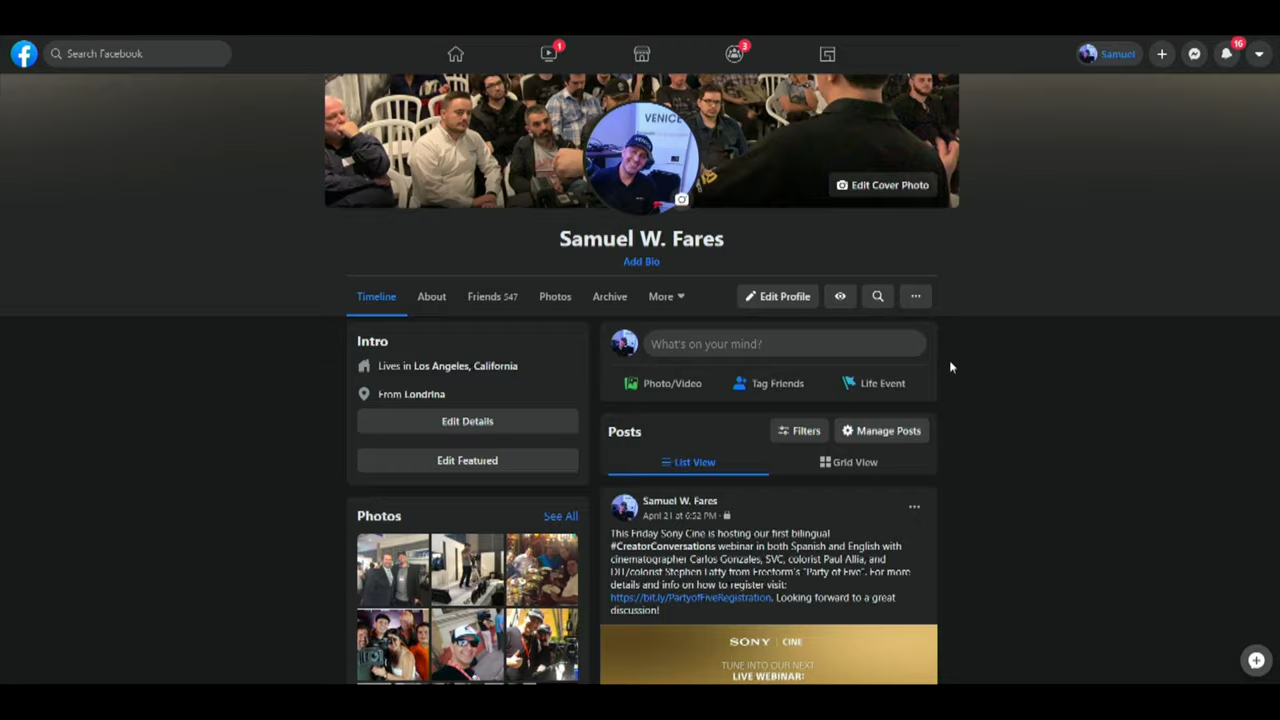 Search Facebook
1
3
Samuel
16
VENICE
Edit Cover Photo
Samuel W. Fares
Add Bio
Timeline
About
Friends 547
Photos
Archive
More
Edit Profile
Intro
Lives in Los Angeles, California
From Londrina
Edit Details
Edit Featured
What's on your mind?
Photo/Video
Tag Friends
Life Event
Posts
Filters
Manage Posts
List View
Grid View
Photos
See All
Samuel W. Fares
April 21 at 6:52 PM
This Friday Sony Cine is hosting our first bilingual
#CreatorConversations webinar in both Spanish and English with
cinematographer Carlos Gonzales, SVC, colorist Paul Allia, and
DIT/colorist Stephen Latty from Freeform's "Party of Five". For more
details and info on how to register visit:
https://bit.ly/PartyofFiveRegistration. Looking forward to a great
discussion!
SONY | CINE
TUNE INTO OUR NEXT
LIVE WEBINAR: